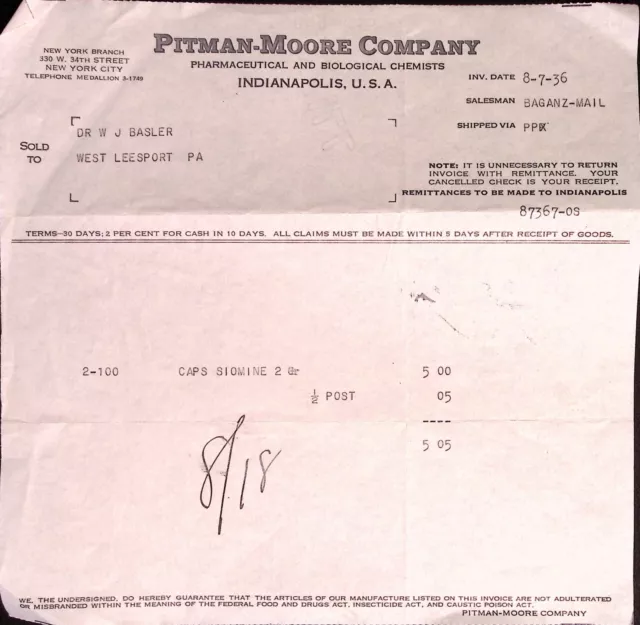 PITMAN-MOORE COMPANY
PHARMACEUTICAL AND BIOLOGICAL CHEMISTS
INDIANAPOLIS, U.S.A.
NEW YORK BRANCH
330 W. 34TH STREET
NEW YORK CITY
TELEPHONE MEDALLION 3-1749
INV. DATE 8-7-36
SALESMAN BAGANZ-MAIL
SHIPPED VIA PP
SOLD TO
DR W J BASLER
WEST LEESPORT PA
NOTE: IT IS UNNECESSARY TO RETURN
INVOICE WITH REMITTANCE. YOUR
CANCELLED CHECK IS YOUR RECEIPT.
REMITTANCES TO BE MADE TO INDIANAPOLIS
87367-OS
TERMS—30 DAYS; 2 PER CENT FOR CASH IN 10 DAYS. ALL CLAIMS MUST BE MADE WITHIN 5 DAYS AFTER RECEIPT OF GOODS.
2-100 CAPS SIOMINE 2 Gr 5 00
½ POST 05
----
5 05
8/18
WE, THE UNDERSIGNED, DO HEREBY GUARANTEE THAT THE ARTICLES OF OUR MANUFACTURE LISTED ON THIS INVOICE ARE NOT ADULTERATED
OR MISBRANDED WITHIN THE MEANING OF THE FEDERAL FOOD AND DRUGS ACT, INSECTICIDE ACT, AND CAUSTIC POISON ACT.
PITMAN-MOORE COMPANY